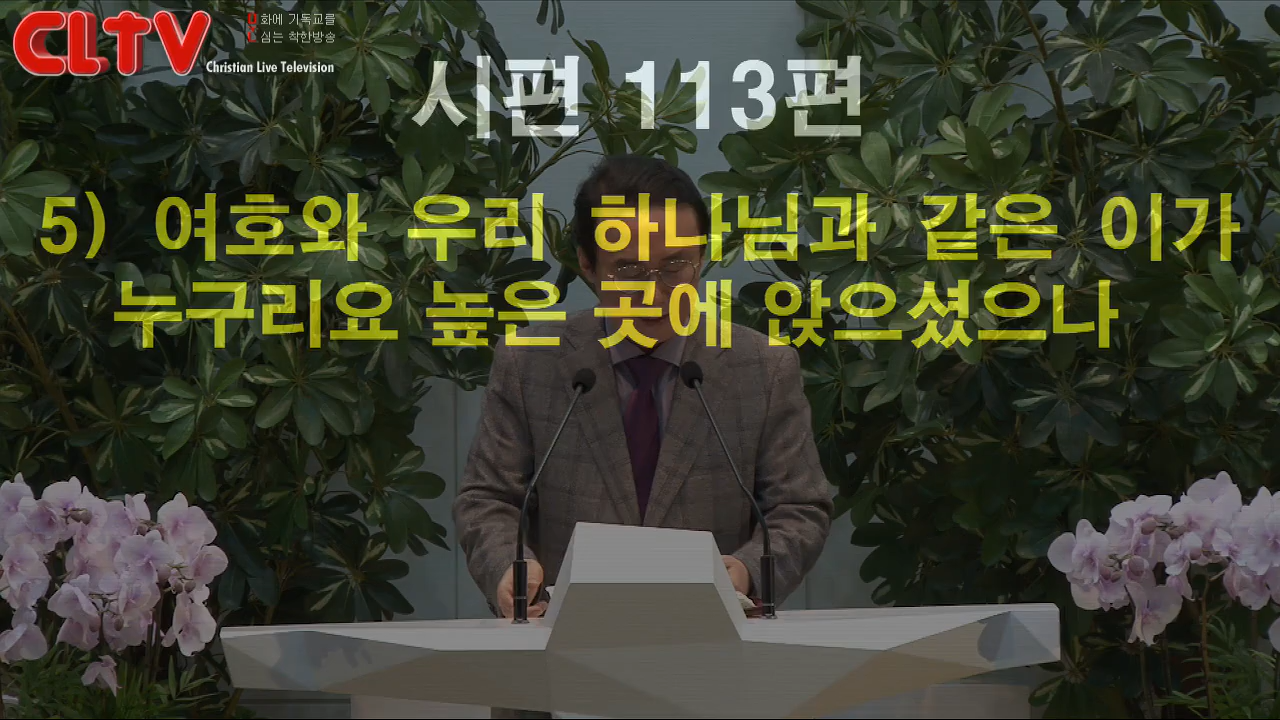 CLTV
문화에 기독교를
심는 착한방송
Christian Live Television
시편 113편
5) 여호와 우리 하나님과 같은 이가
누구리요 높은 곳에 앉으셨으나